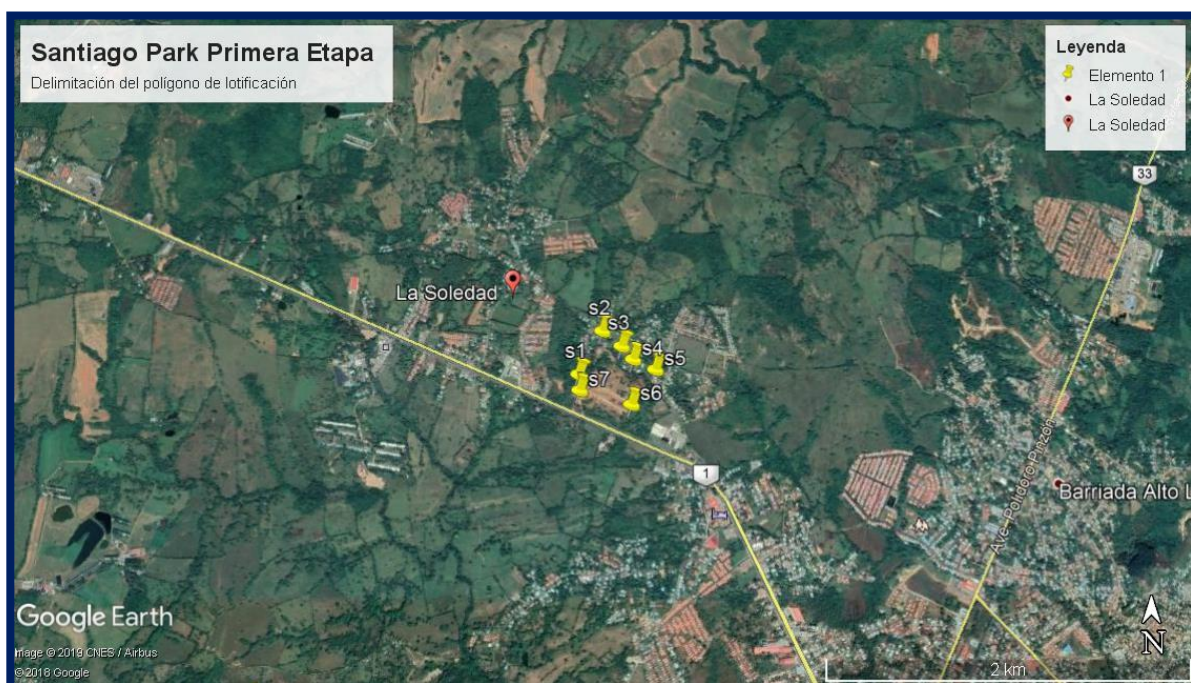 Santiago Park Primera Etapa
Delimitación del polígono de lotificación
Leyenda
Elemento 1
La Soledad
La Soledad
33
La Soledad
s2
s3
s4
s1
s5
s7
s6
1
Ave. Polidoro Pinzón
Barriada Alto L
Google Earth
mage © 2019 CNES / Airbus
© 2018 Google
N
2 km